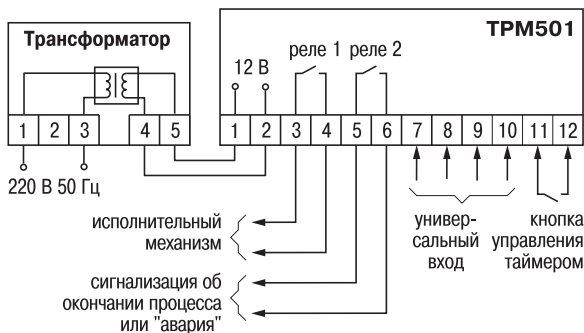 Трансформатор
1 2 3 4 5
220 В 50 Гц
ТРМ501
12 В
реле 1 реле 2
1 2 3 4 5 6 7 8 9 10 11 12
исполнительный
механизм
сигнализация об
окончании процесса
или "авария"
универ-
сальный
вход
кнопка
управления
таймером